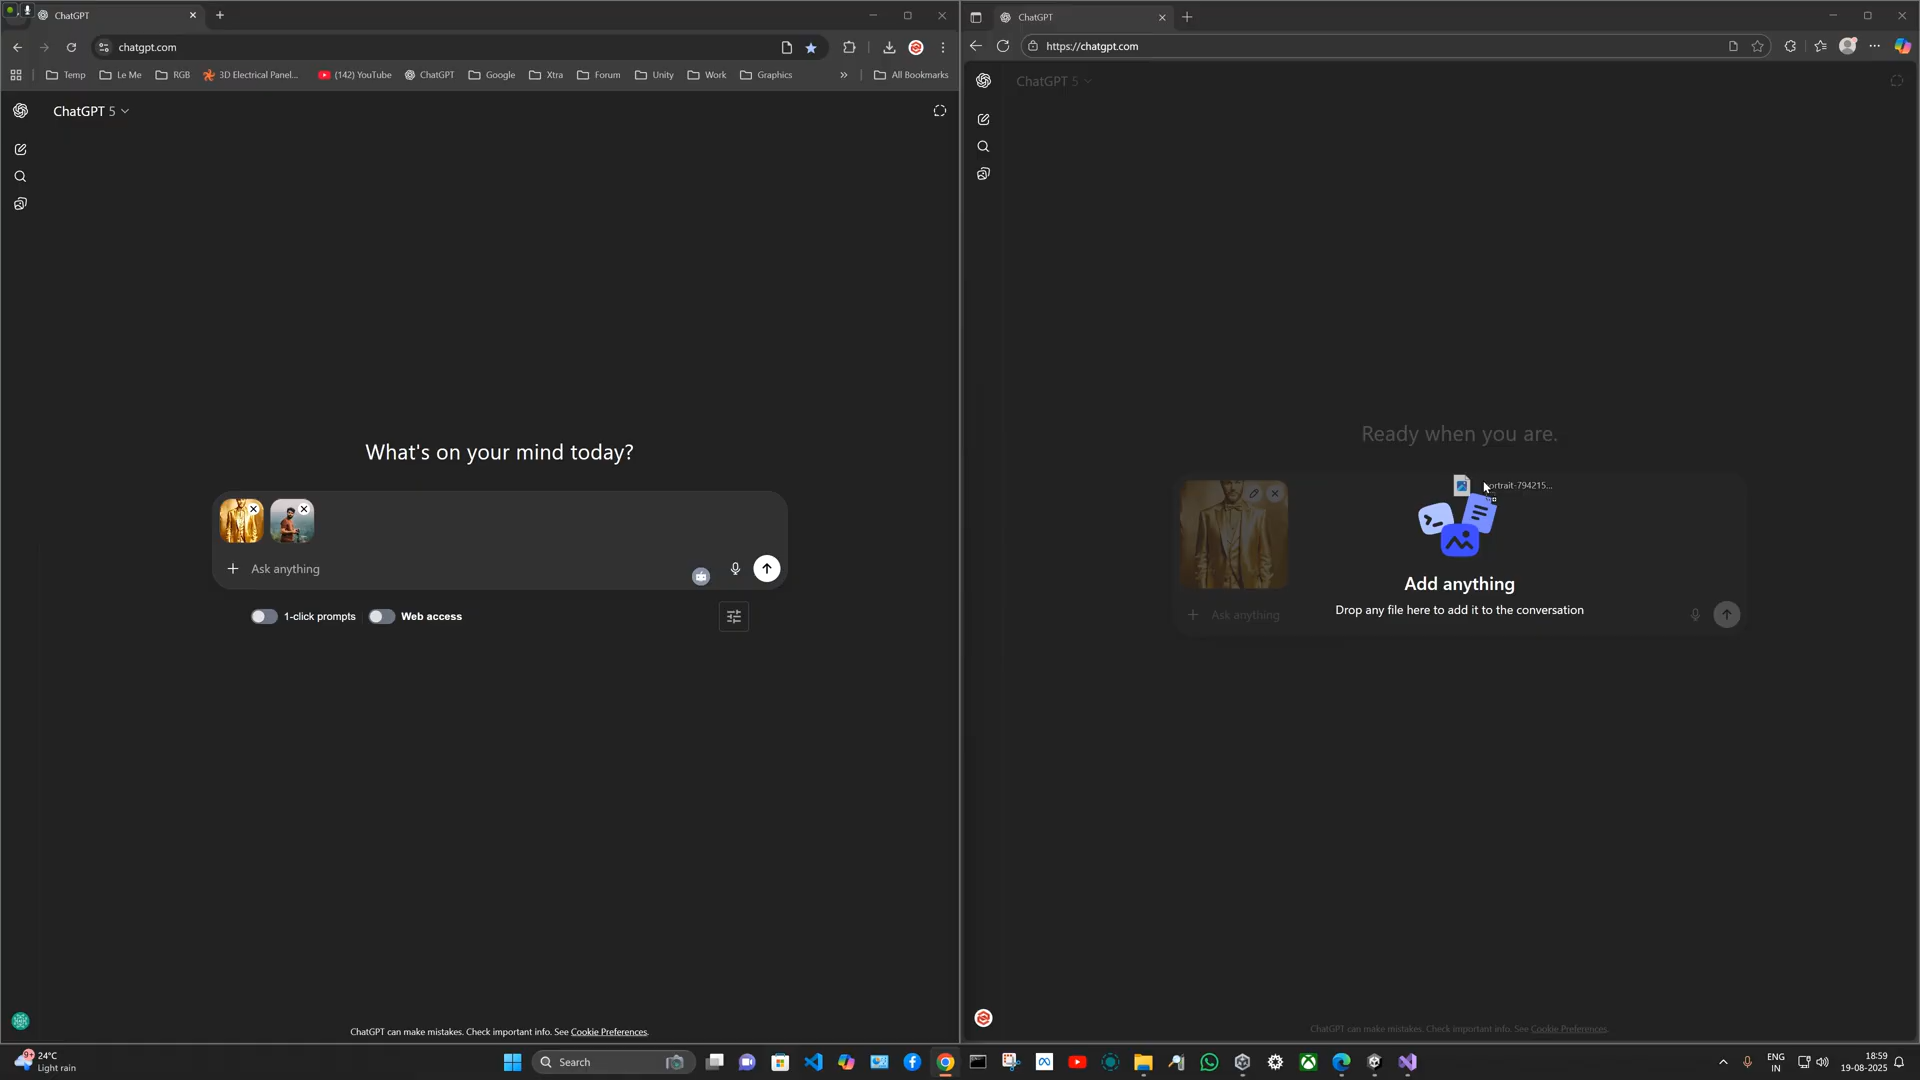 ChatGPT
chatgpt.com
Temp
Le Me
RGB
3D Electrical Panel...
(142) YouTube
ChatGPT
Google
Xtra
Forum
Unity
Work
Graphics
»
All Bookmarks
ChatGPT 5
What's on your mind today?
Ask anything
1-click prompts
Web access
ChatGPT can make mistakes. Check important info. See Cookie Preferences.
ChatGPT
https://chatgpt.com
ChatGPT 5
Ready when you are.
ortrait-794215...
Add anything
Drop any file here to add it to the conversation
Ask anything
ChatGPT can make mistakes. Check important info. See Cookie Preferences.
9+
24°C
Light rain
Search
ENG
IN
18:59
19-08-2025